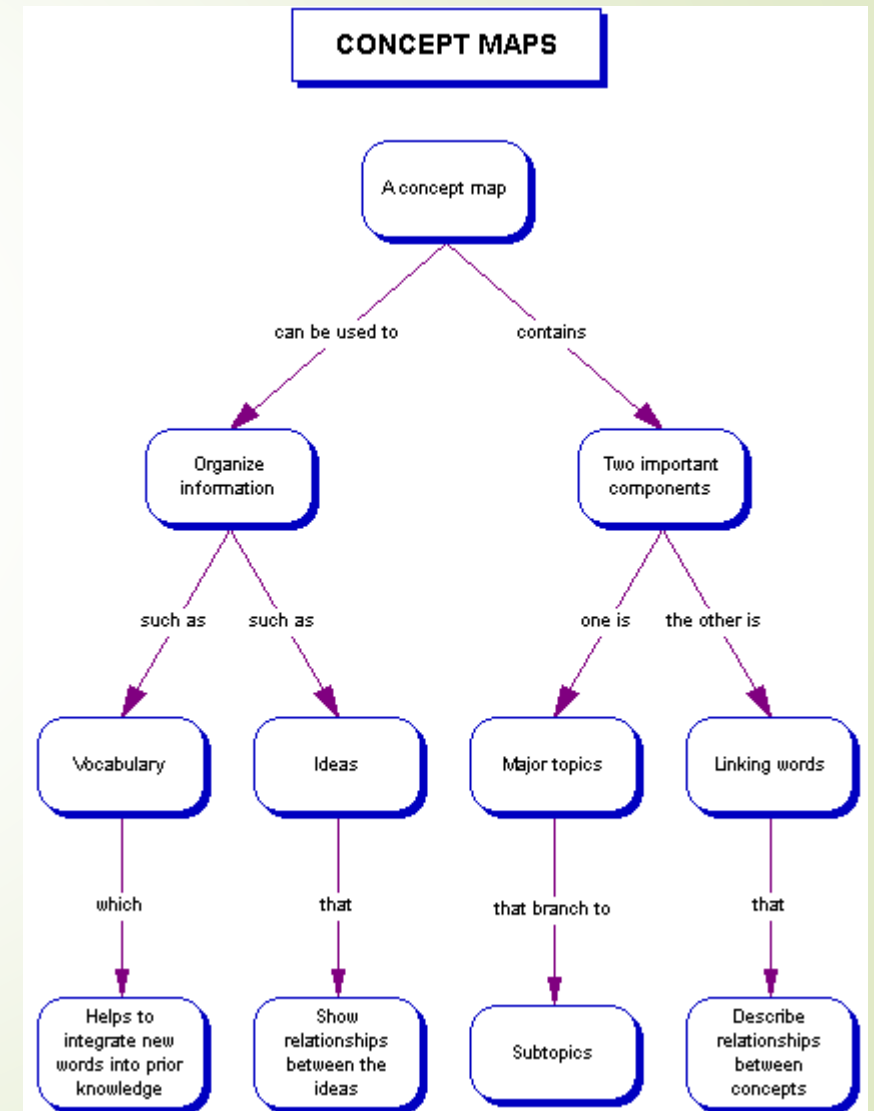 CONCEPT MAPS
A concept map
can be used to
contains
Organize
information
Two important
components
such as
such as
one is
the other is
Vocabulary
Ideas
Major topics
Linking words
which
that
that branch to
that
Helps to
integrate new
words into prior
knowledge
Show
relationships
between the
ideas
Subtopics
Describe
relationships
between
concepts